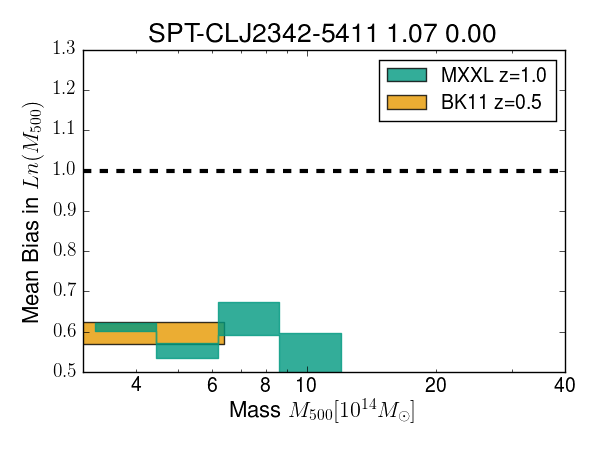 SPT-CLJ2342-5411 1.07 0.00
MXXL z=1.0
BK11 z=0.5
Mean Bias in Ln(M500)
1.3
1.2
1.1
1.0
0.9
0.8
0.7
0.6
0.5
4 6 8 10 20 40
Mass M500[10^14 M⊙]